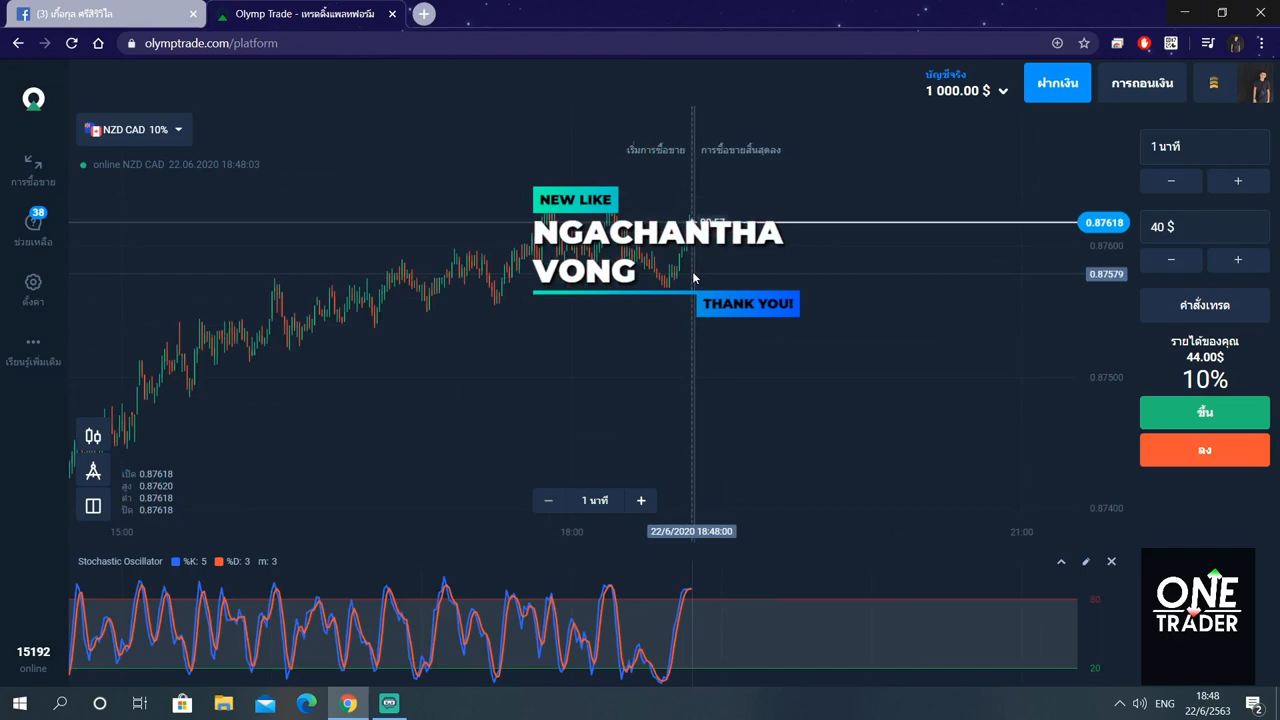 (3) เกื้อกุล ศรีสิริวิไล
Olymp Trade - เทรดดิ้งแพลทฟอร์ม
olymptrade.com/platform
บัญชีจริง
1 000.00 $
ฝากเงิน
การถอนเงิน
NZD CAD 10%
online NZD CAD 22.06.2020 18:48:03
เริ่มการซื้อขาย
การซื้อขายสิ้นสุดลง
การซื้อขาย
38
ช่วยเหลือ
ตั้งค่า
เรียนรู้เพิ่มเติม
NEW LIKE
NGACHANTHA
VONG
THANK YOU!
0.87618
0.87600
0.87579
0.87500
0.87400
1 นาที
40 $
คำสั่งเทรด
รายได้ของคุณ
44.00$
10%
ขึ้น
ลง
เปิด 0.87618
สูง 0.87620
ต่ำ 0.87618
ปิด 0.87618
1 นาที
15:00
18:00
22/6/2020 18:48:00
21:00
Stochastic Oscillator %K: 5 %D: 3 m: 3
80
20
ONE
TRADER
15192
online
ENG
18:48
22/6/2563
2